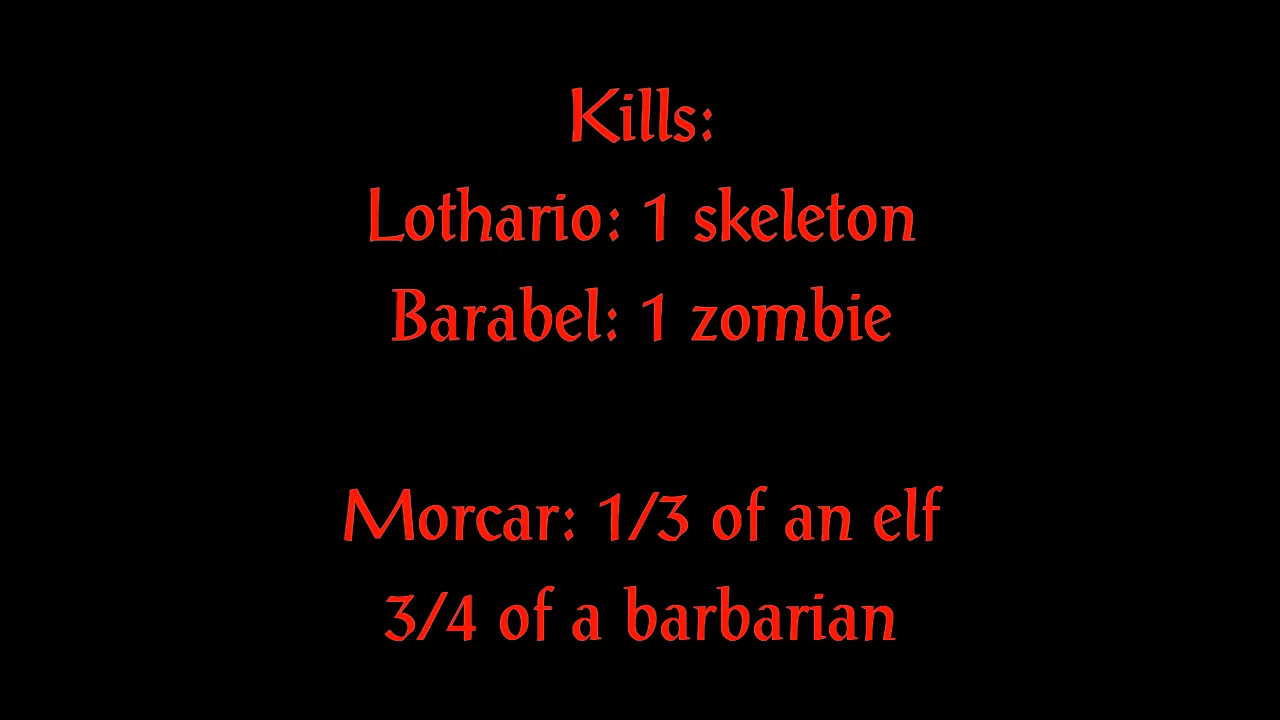 Kills:
Lothario: 1 skeleton
Barabel: 1 zombie
Morcar: 1/3 of an elf
3/4 of a barbarian